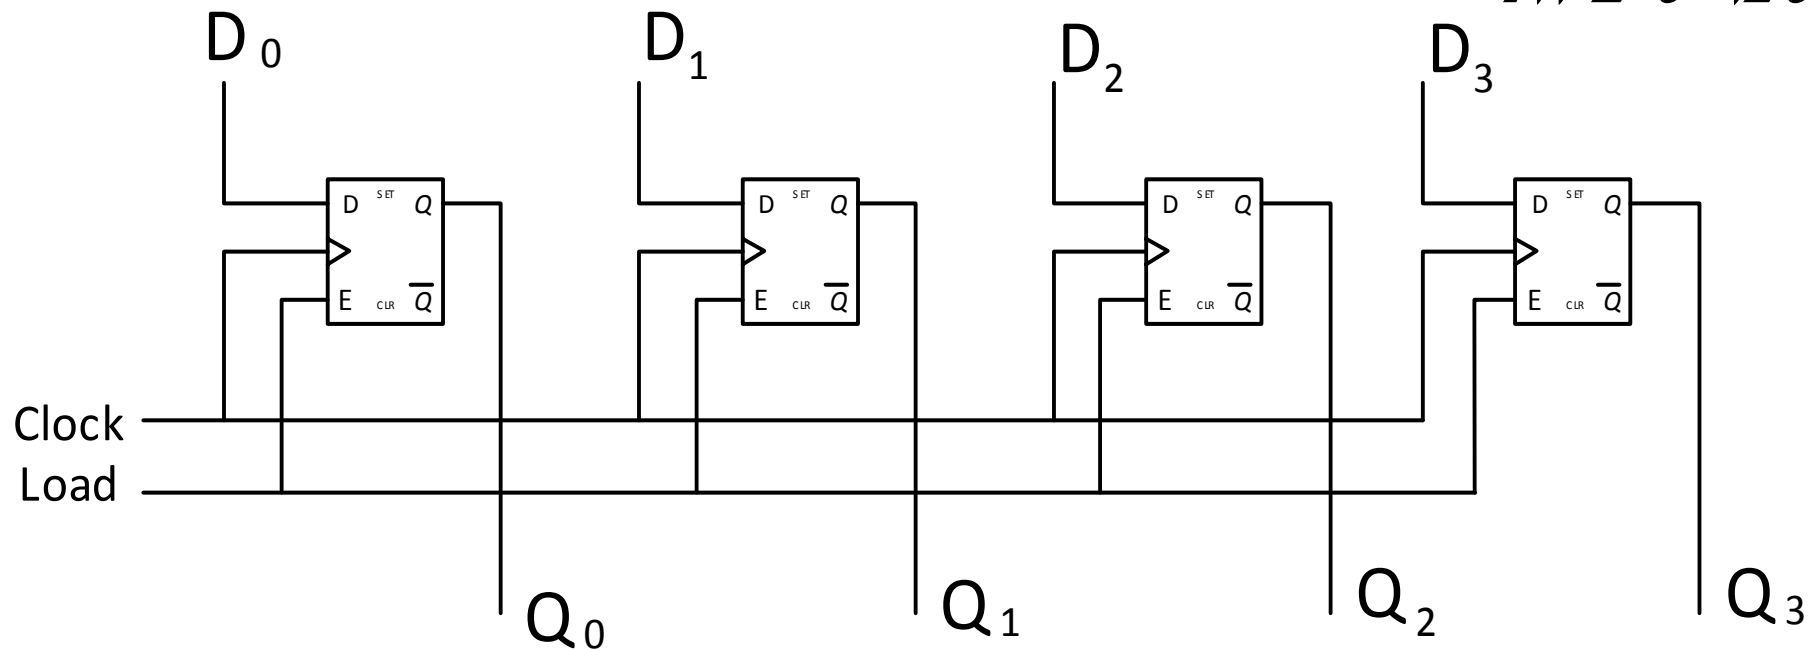 D0 D1 D2 D3
D SET Q D SET Q D SET Q D SET Q
E CLR Q̅ E CLR Q̅ E CLR Q̅ E CLR Q̅
Clock
Load
Q0 Q1 Q2 Q3